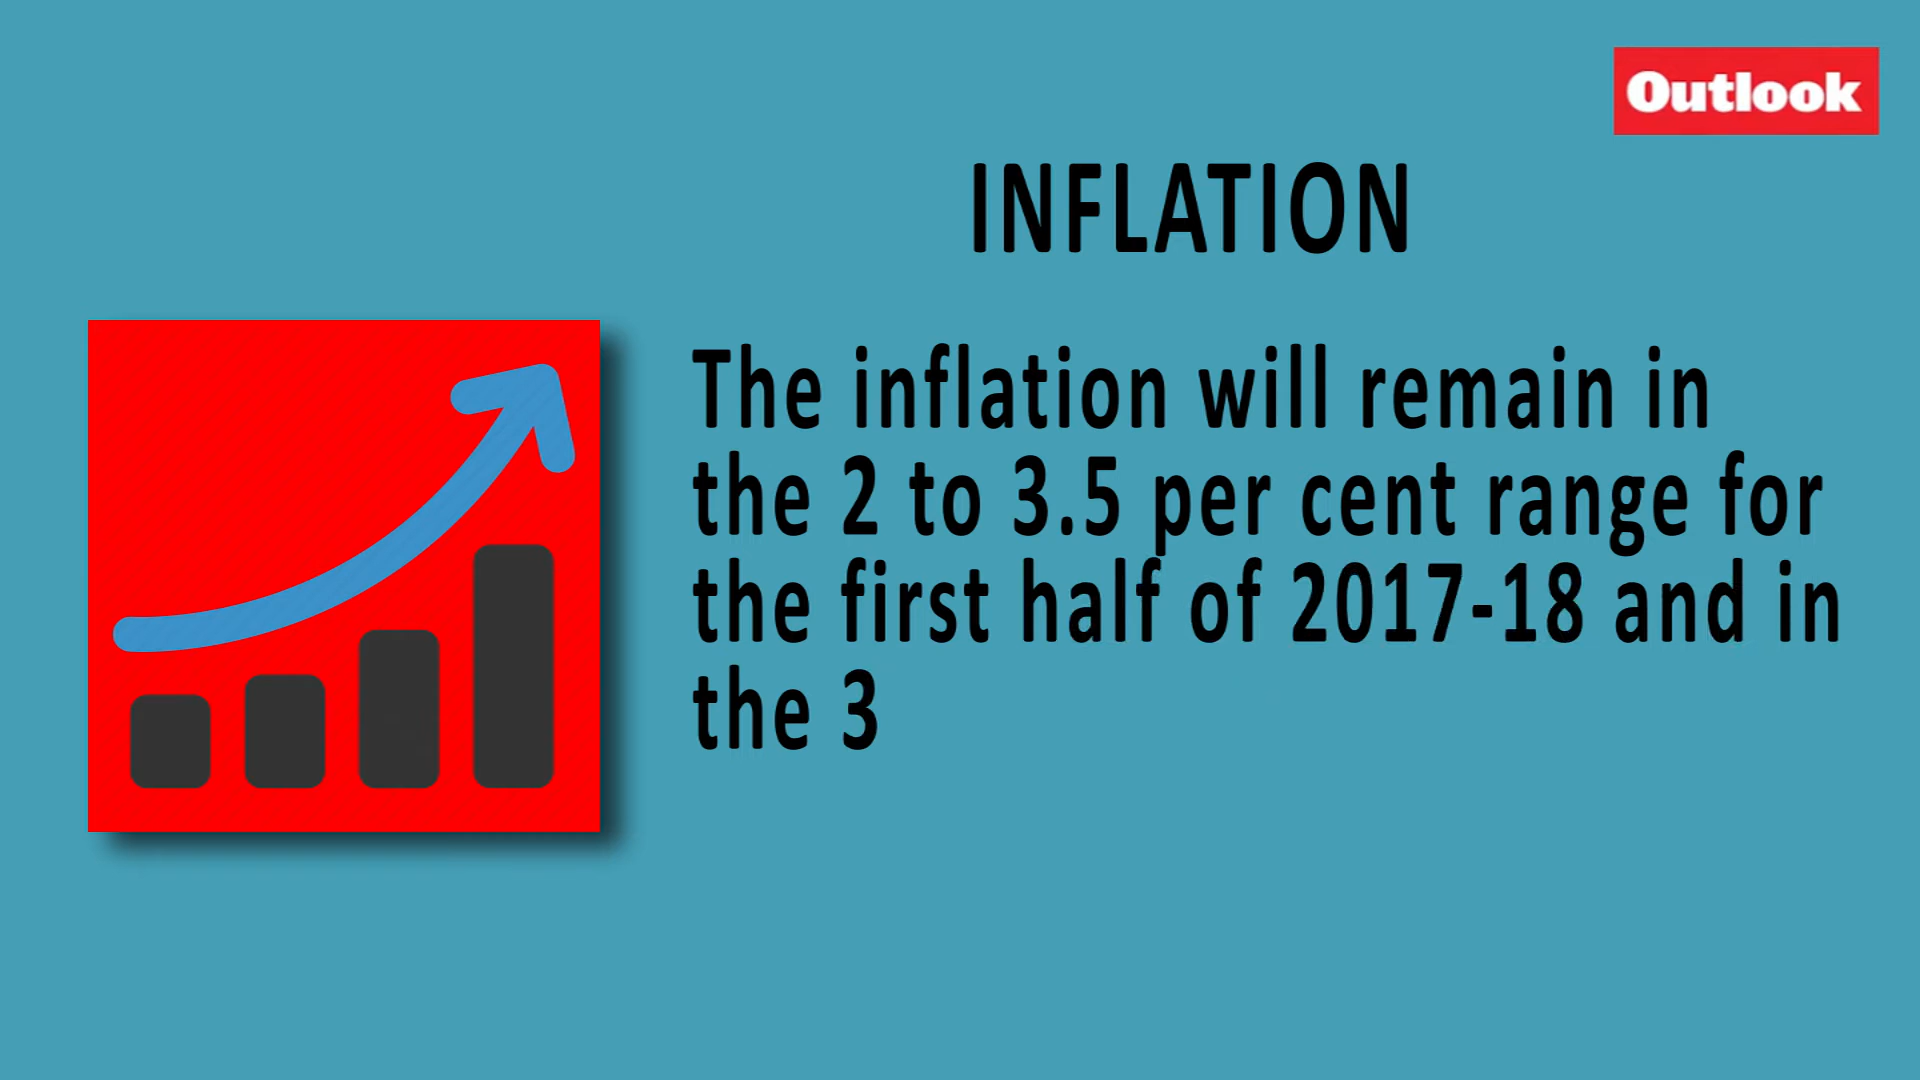 Outlook
INFLATION
The inflation will remain in
the 2 to 3.5 per cent range for
the first half of 2017-18 and in
the 3